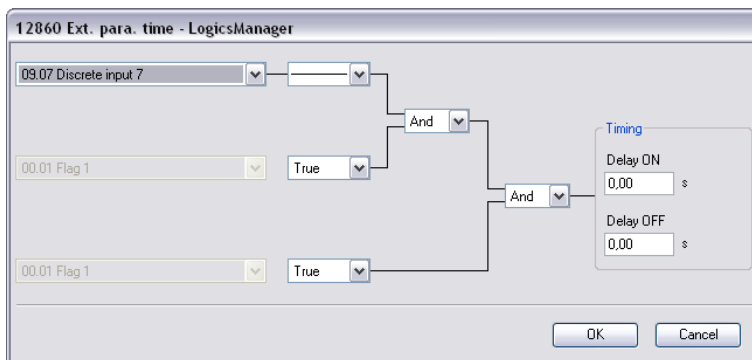 12860 Ext. para. time - LogicsManager
09.07 Discrete input 7
And
Timing
Delay ON
00.01 Flag 1 True
0,00 s
And
Delay OFF
0,00 s
00.01 Flag 1 True
OK Cancel